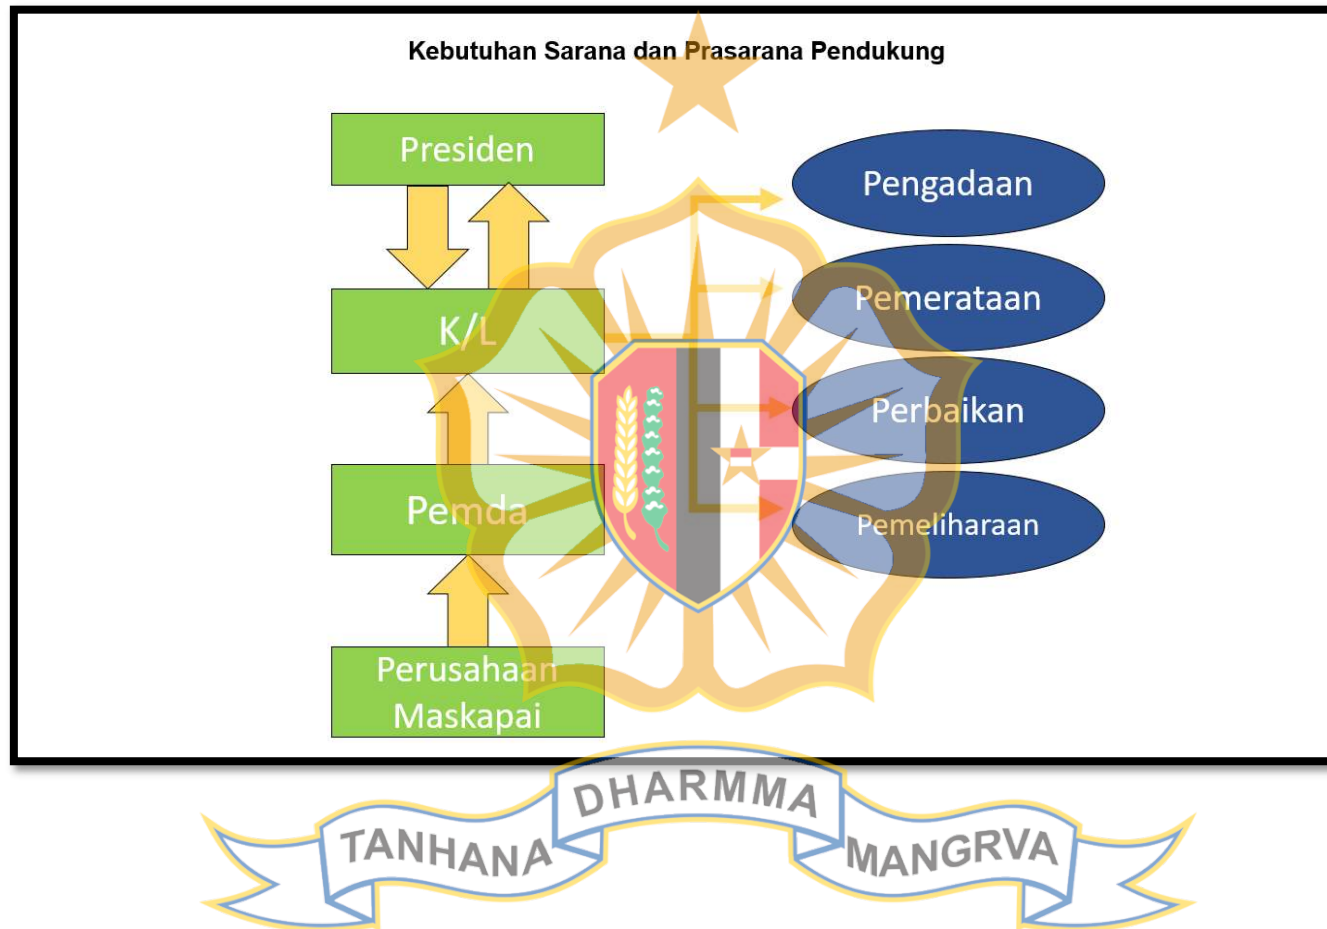 Kebutuhan Sarana dan Prasarana Pendukung
Presiden
K/L
Pemda
Perusahaan
Maskapai
Pengadaan
Pemerataan
Perbaikan
Pemeliharaan
TANHANA DHARMMA MANGRVA